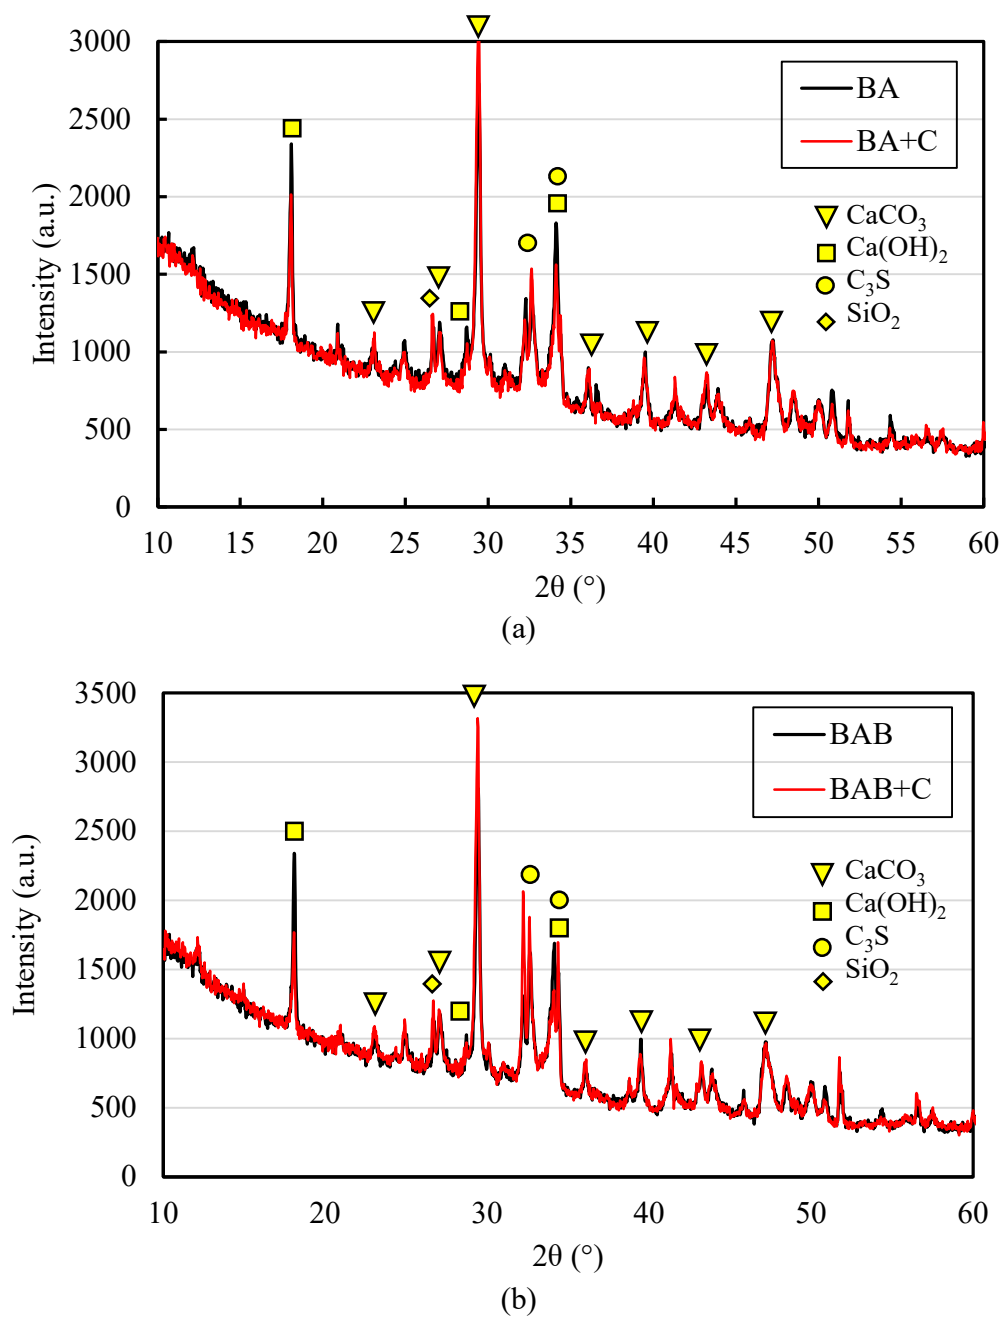 3000
2500
2000
1500
1000
500
0
Intensity (a.u.)
BA
BA+C
CaCO₃
Ca(OH)₂
C₃S
SiO₂
10 15 20 25 30 35 40 45 50 55 60
2θ (°)
(a)
3500
3000
2500
2000
1500
1000
500
0
Intensity (a.u.)
BAB
BAB+C
CaCO₃
Ca(OH)₂
C₃S
SiO₂
10 20 30 40 50 60
2θ (°)
(b)